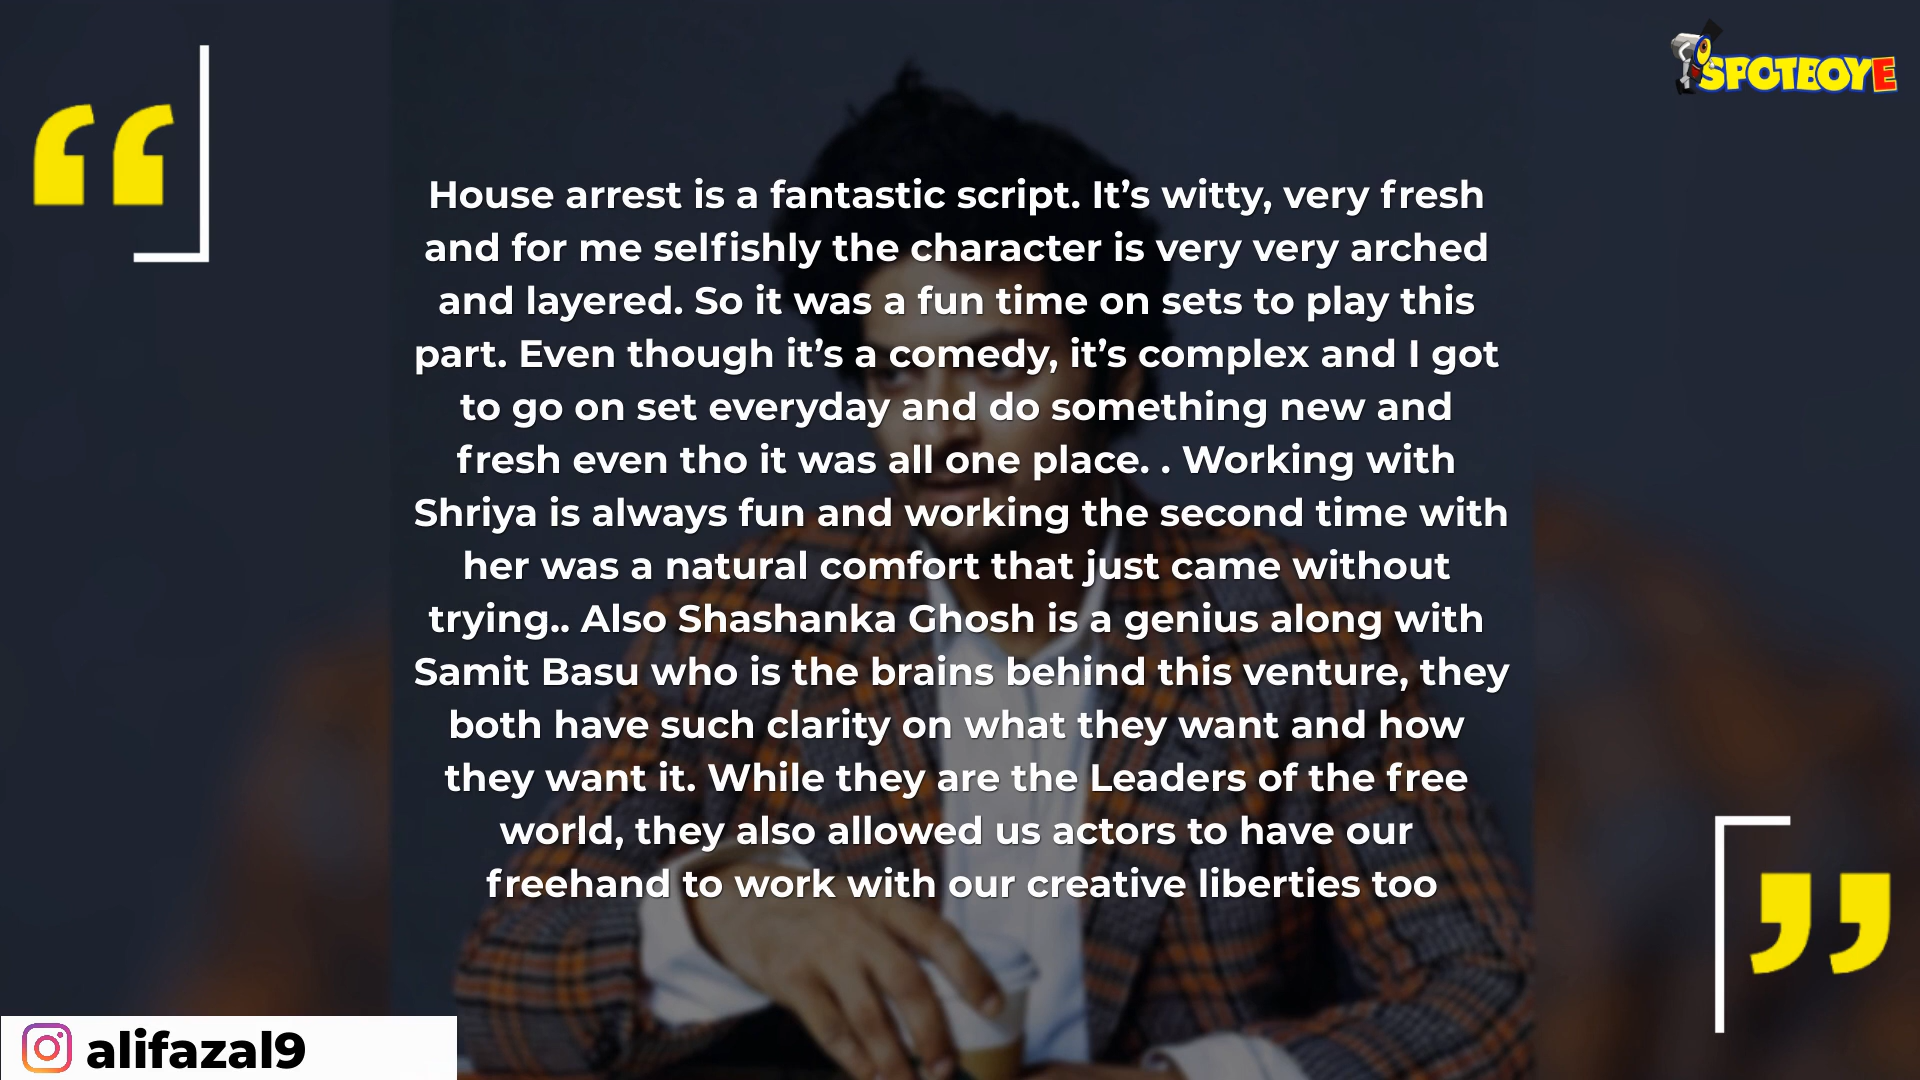 SPOTBOYE
House arrest is a fantastic script. It’s witty, very fresh
and for me selfishly the character is very very arched
and layered. So it was a fun time on sets to play this
part. Even though it’s a comedy, it’s complex and I got
to go on set everyday and do something new and
fresh even tho it was all one place. . Working with
Shriya is always fun and working the second time with
her was a natural comfort that just came without
trying.. Also Shashanka Ghosh is a genius along with
Samit Basu who is the brains behind this venture, they
both have such clarity on what they want and how
they want it. While they are the Leaders of the free
world, they also allowed us actors to have our
freehand to work with our creative liberties too
alifazal9